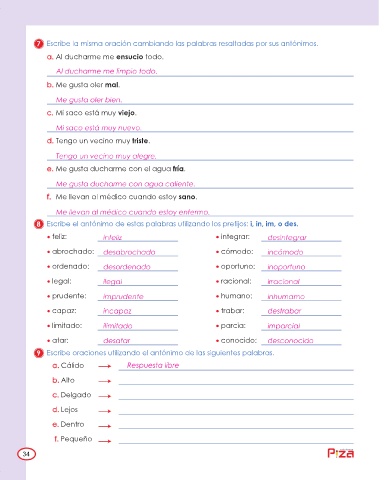 7 Escribe la misma oración cambiando las palabras resaltadas por sus antónimos.
a. Al ducharme me ensucio todo.
Al ducharme me limpio todo.
b. Me gusta oler mal.
Me gusta oler bien.
c. Mi saco está muy viejo.
Mi saco está muy nuevo.
d. Tengo un vecino muy triste.
Tengo un vecino muy alegre.
e. Me gusta ducharme con el agua fría.
Me gusta ducharme con agua caliente.
f. Me llevan al médico cuando estoy sano.
Me llevan al médico cuando estoy enfermo.
8 Escribe el antónimo de estas palabras utilizando los prefijos: i, in, im, o des.
• feliz: infeliz • integrar: desintegrar
• abrochado: desabrochado • cómodo: incómodo
• ordenado: desordenado • oportuno: inoportuno
• legal: ilegal • racional: irracional
• prudente: imprudente • humano: inhumano
• capaz: incapaz • trabar: destrabar
• limitado: ilimitado • parcia: imparcial
• atar: desatar • conocido: desconocido
9 Escribe oraciones utilizando el antónimo de las siguientes palabras.
a. Cálido → Respuesta libre
b. Alto →
c. Delgado →
d. Lejos →
e. Dentro →
f. Pequeño →
34 Piza